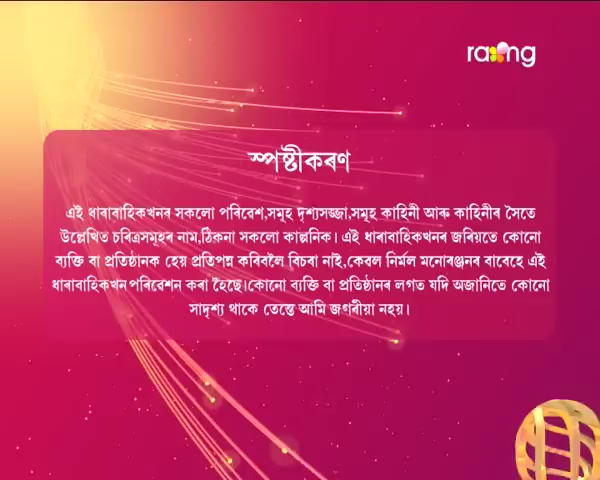 rang
স্পষ্টীকৰণ
এই ধাৰাবাহিকখনৰ সকলো পৰিৱেশ,সমূহ দৃশ্যসজ্জা,সমূহ কাহিনী আৰু কাহিনীৰ সৈতে
উল্লেখিত চৰিত্ৰসমূহৰ নাম,ঠিকনা সকলো কাল্পনিক। এই ধাৰাবাহিকখনৰ জৰিয়তে কোনো
ব্যক্তি বা প্ৰতিষ্ঠানক হেয় প্ৰতিপন্ন কৰিবলৈ বিচৰা নাই,কেৱল নিৰ্মল মনোৰঞ্জনৰ বাবেহে এই
ধাৰাবাহিকখন পৰিৱেশন কৰা হৈছে।কোনো ব্যক্তি বা প্ৰতিষ্ঠানৰ লগত যদি অজানিতে কোনো
সাদৃশ্য থাকে তেন্তে আমি জগৰীয়া নহয়।